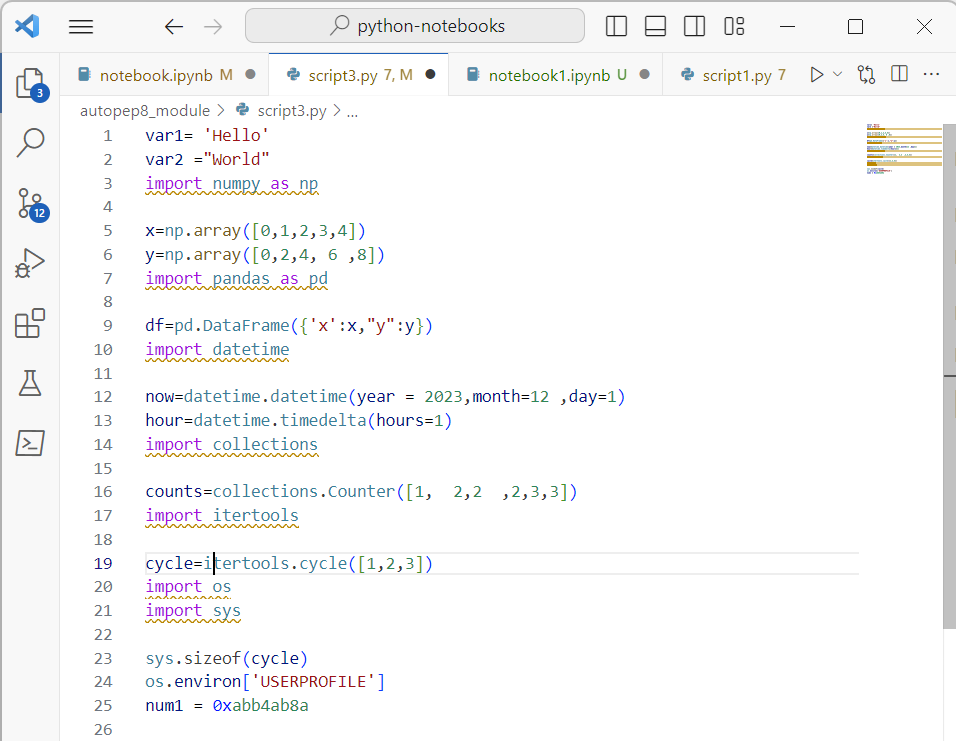 python-notebooks
notebook.ipynb M script3.py 7, M notebook1.ipynb U script1.py 7
autopep8_module > script3.py > ...
3
12
1 var1= 'Hello'
2 var2 ="World"
3 import numpy as np
4
5 x=np.array([0,1,2,3,4])
6 y=np.array([0,2,4, 6 ,8])
7 import pandas as pd
8
9 df=pd.DataFrame({'x':x,"y":y})
10 import datetime
11
12 now=datetime.datetime(year = 2023,month=12 ,day=1)
13 hour=datetime.timedelta(hours=1)
14 import collections
15
16 counts=collections.Counter([1,  2,2  ,2,3,3])
17 import itertools
18
19 cycle=itertools.cycle([1,2,3])
20 import os
21 import sys
22
23 sys.sizeof(cycle)
24 os.environ['USERPROFILE']
25 num1 = 0xabb4ab8a
26